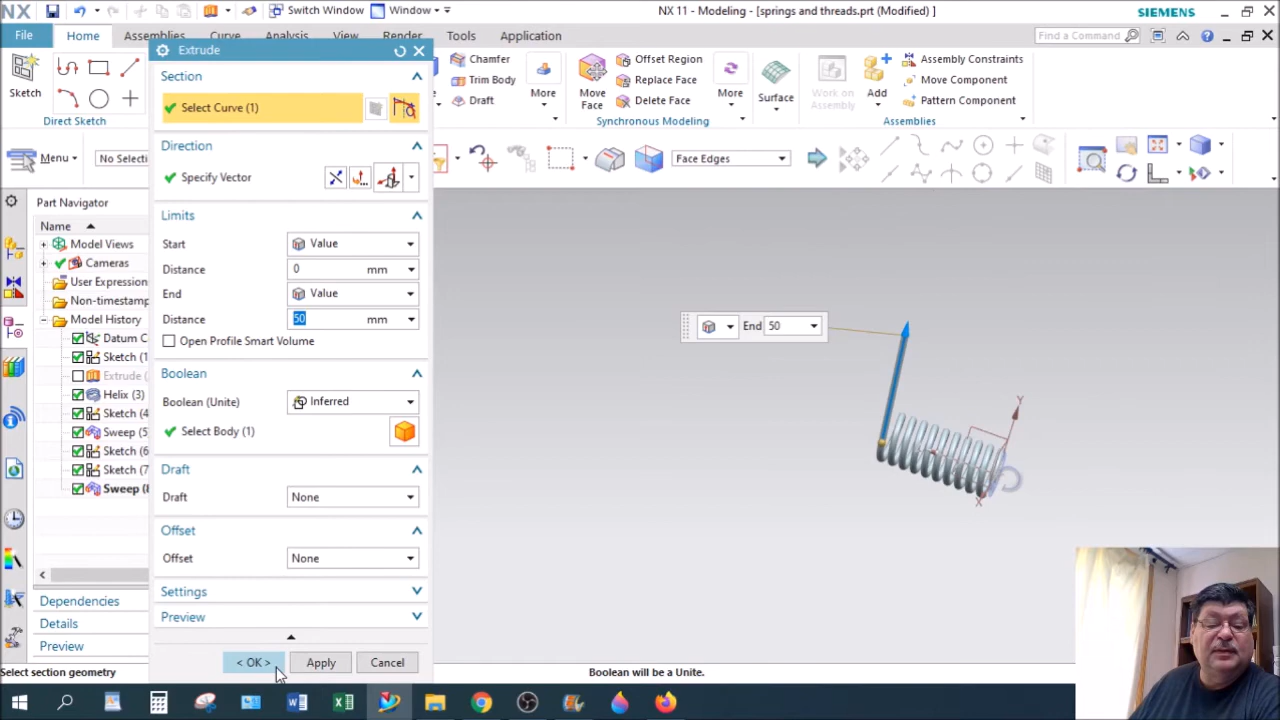 NX
Switch Window
Window
NX 11 - Modeling - [springs and threads.prt (Modified) ]
SIEMENS
File
Home
Assemblies
Curve
Analysis
View
Render
Tools
Application
Find a Command
Extrude
Sketch
Direct Sketch
Section
Select Curve (1)
Chamfer
Trim Body
Draft
More
Move
Face
Offset Region
Replace Face
Delete Face
More
Synchronous Modeling
Surface
Work on
Assembly
Add
Assembly Constraints
Move Component
Pattern Component
Assemblies
Menu
No Selecti
Direction
Specify Vector
Face Edges
Part Navigator
Name
Model Views
Cameras
User Expression
Non-timestamp
Model History
Datum C
Sketch (1
Extrude (
Helix (3)
Sketch (4
Sweep (5
Sketch (6
Sketch (7
Sweep (8
Dependencies
Details
Preview
Limits
Start
Value
Distance
0
mm
End
Value
Distance
50
mm
Open Profile Smart Volume
Boolean
Boolean (Unite)
Inferred
Select Body (1)
Draft
Draft
None
Offset
Offset
None
Settings
Preview
< OK >
Apply
Cancel
End
50
Y
X
Select section geometry
Boolean will be a Unite.